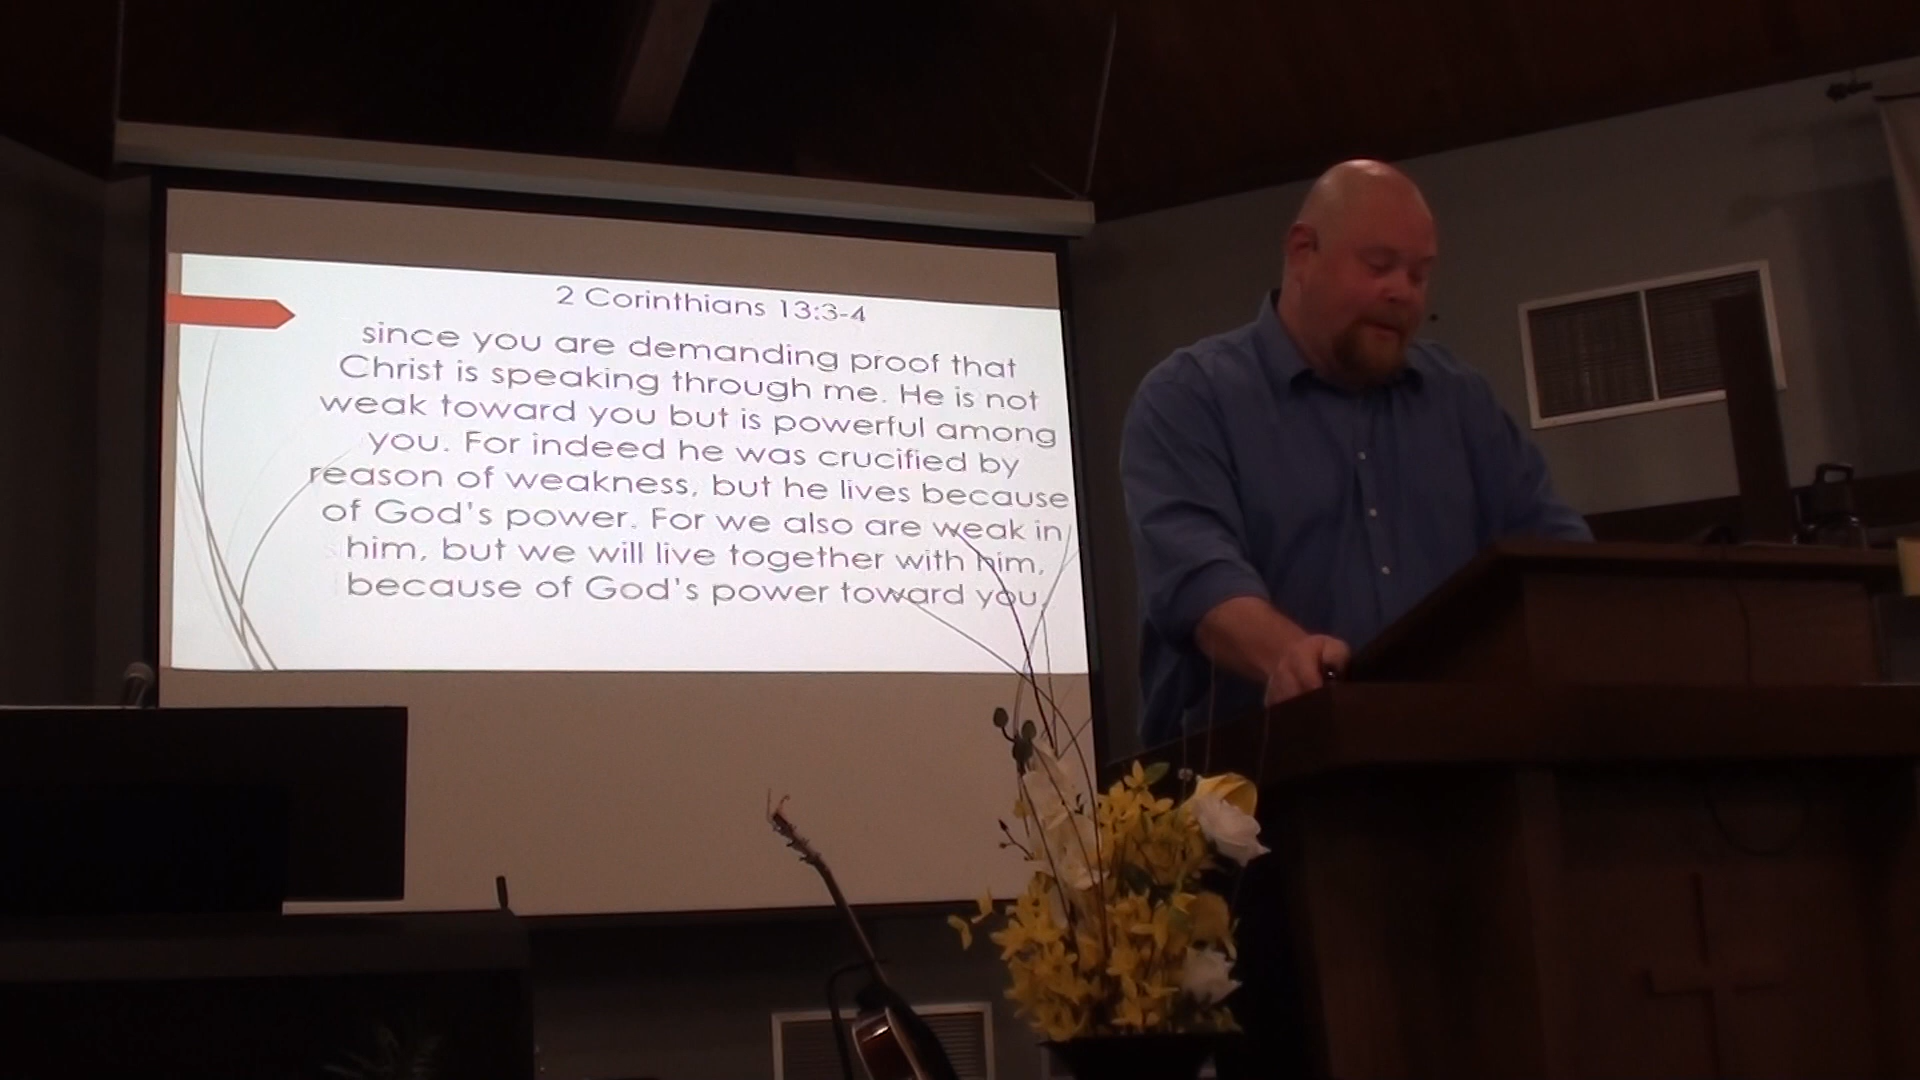 2 Corinthians 13:3-4
since you are demanding proof that
Christ is speaking through me. He is not
weak toward you but is powerful among
you. For indeed he was crucified by
reason of weakness, but he lives because
of God's power. For we also are weak in
him, but we will live together with him,
because of God's power toward you.